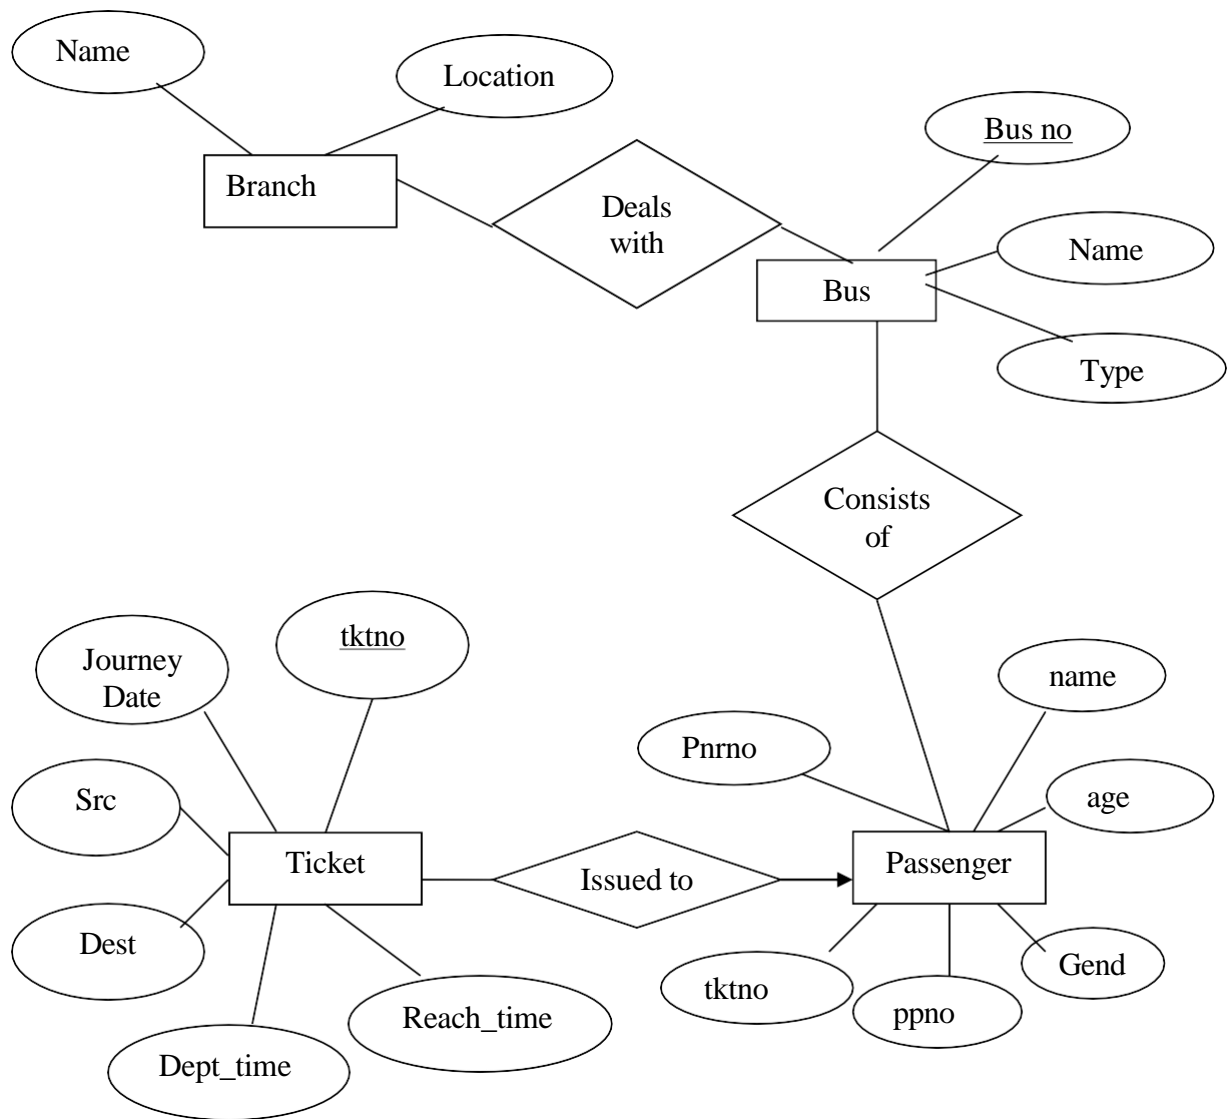 Name
Location
Bus no
Branch
Deals
with
Name
Bus
Type
Consists
of
tktno
Journey
Date
name
Pnrno
Src
age
Ticket
Issued to
Passenger
Dest
Gend
tktno
ppno
Reach_time
Dept_time